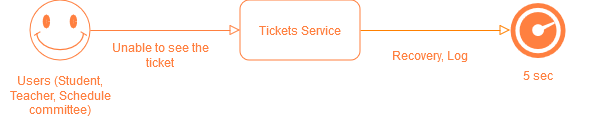 Tickets Service
Unable to see the
ticket
Recovery, Log
Users (Student,
Teacher, Schedule
committee)
5 sec